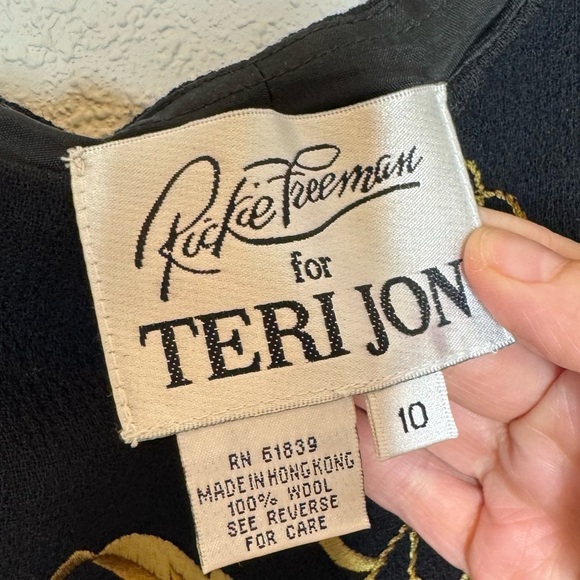 Rickie Freeman
for
TERI JON
10
RN 61839
MADE IN HONG KONG
100% WOOL
SEE REVERSE
FOR CARE